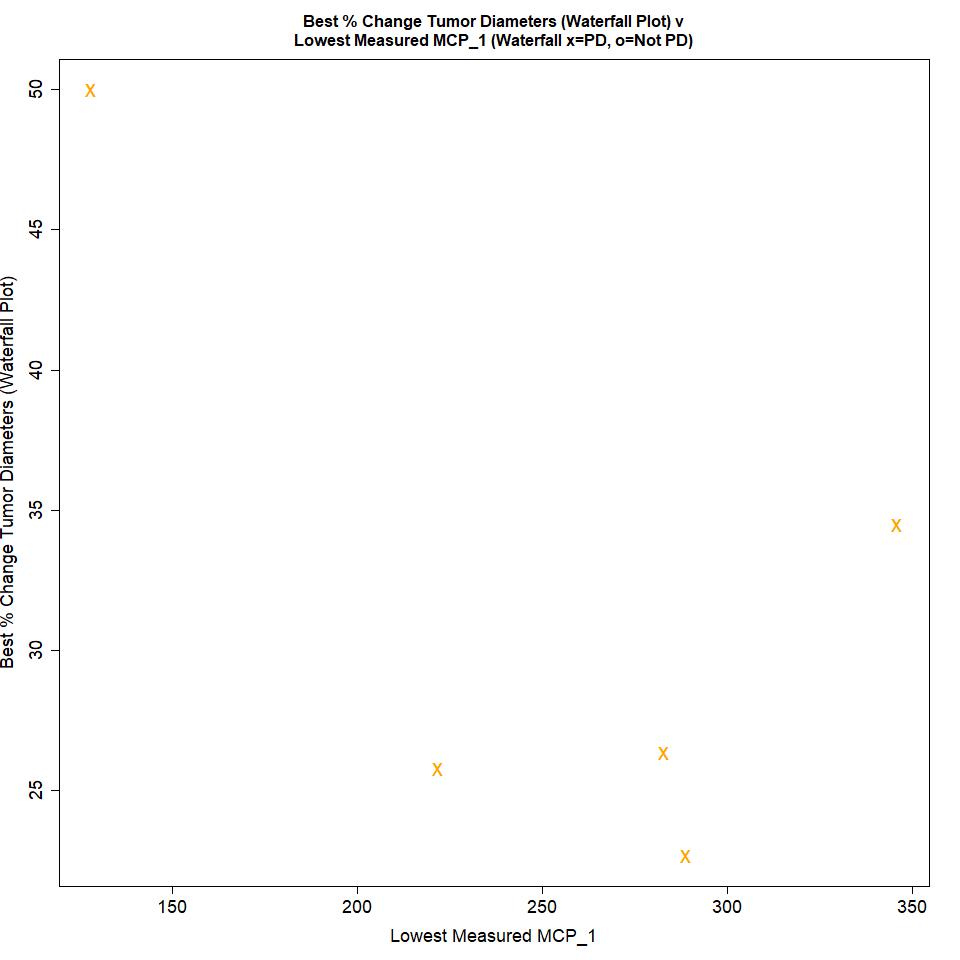 Best % Change Tumor Diameters (Waterfall Plot) v
Lowest Measured MCP_1 (Waterfall x=PD, o=Not PD)
Best % Change Tumor Diameters (Waterfall Plot)
50
45
40
35
30
25
X
X
X
X
X
150
200
250
300
350
Lowest Measured MCP_1